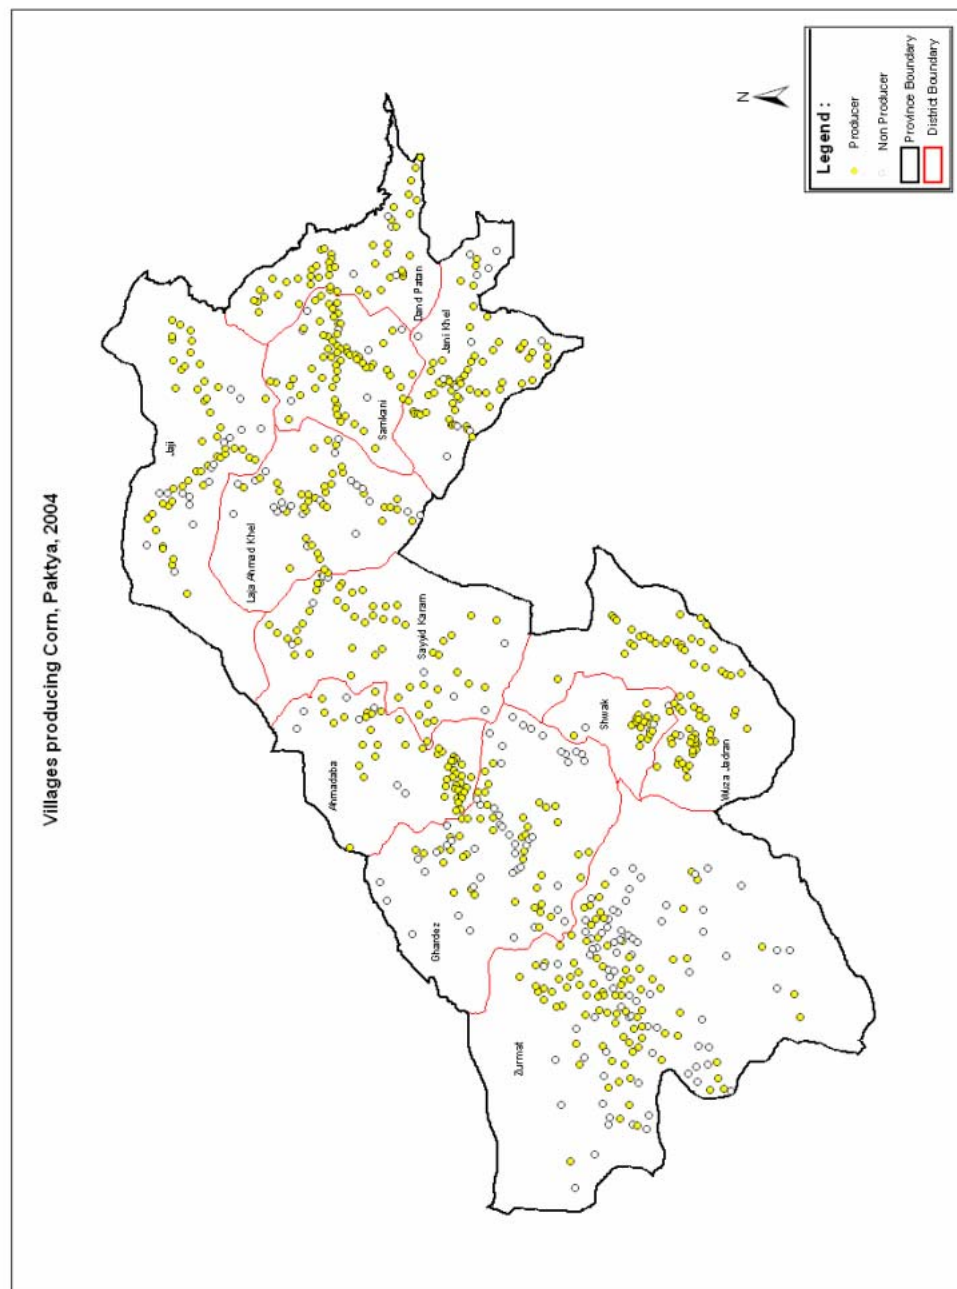 Villages producing Corn, Paktya, 2004
N
Legend :
Producer
Non Producer
Province Boundary
District Boundary
Jaji
Laja Ahmad Khel
Samkani
Dand Patan
Jani Khel
Sayyid Karam
Ahmadaba
Ghardez
Shwak
Wuza Jadran
Zurmat